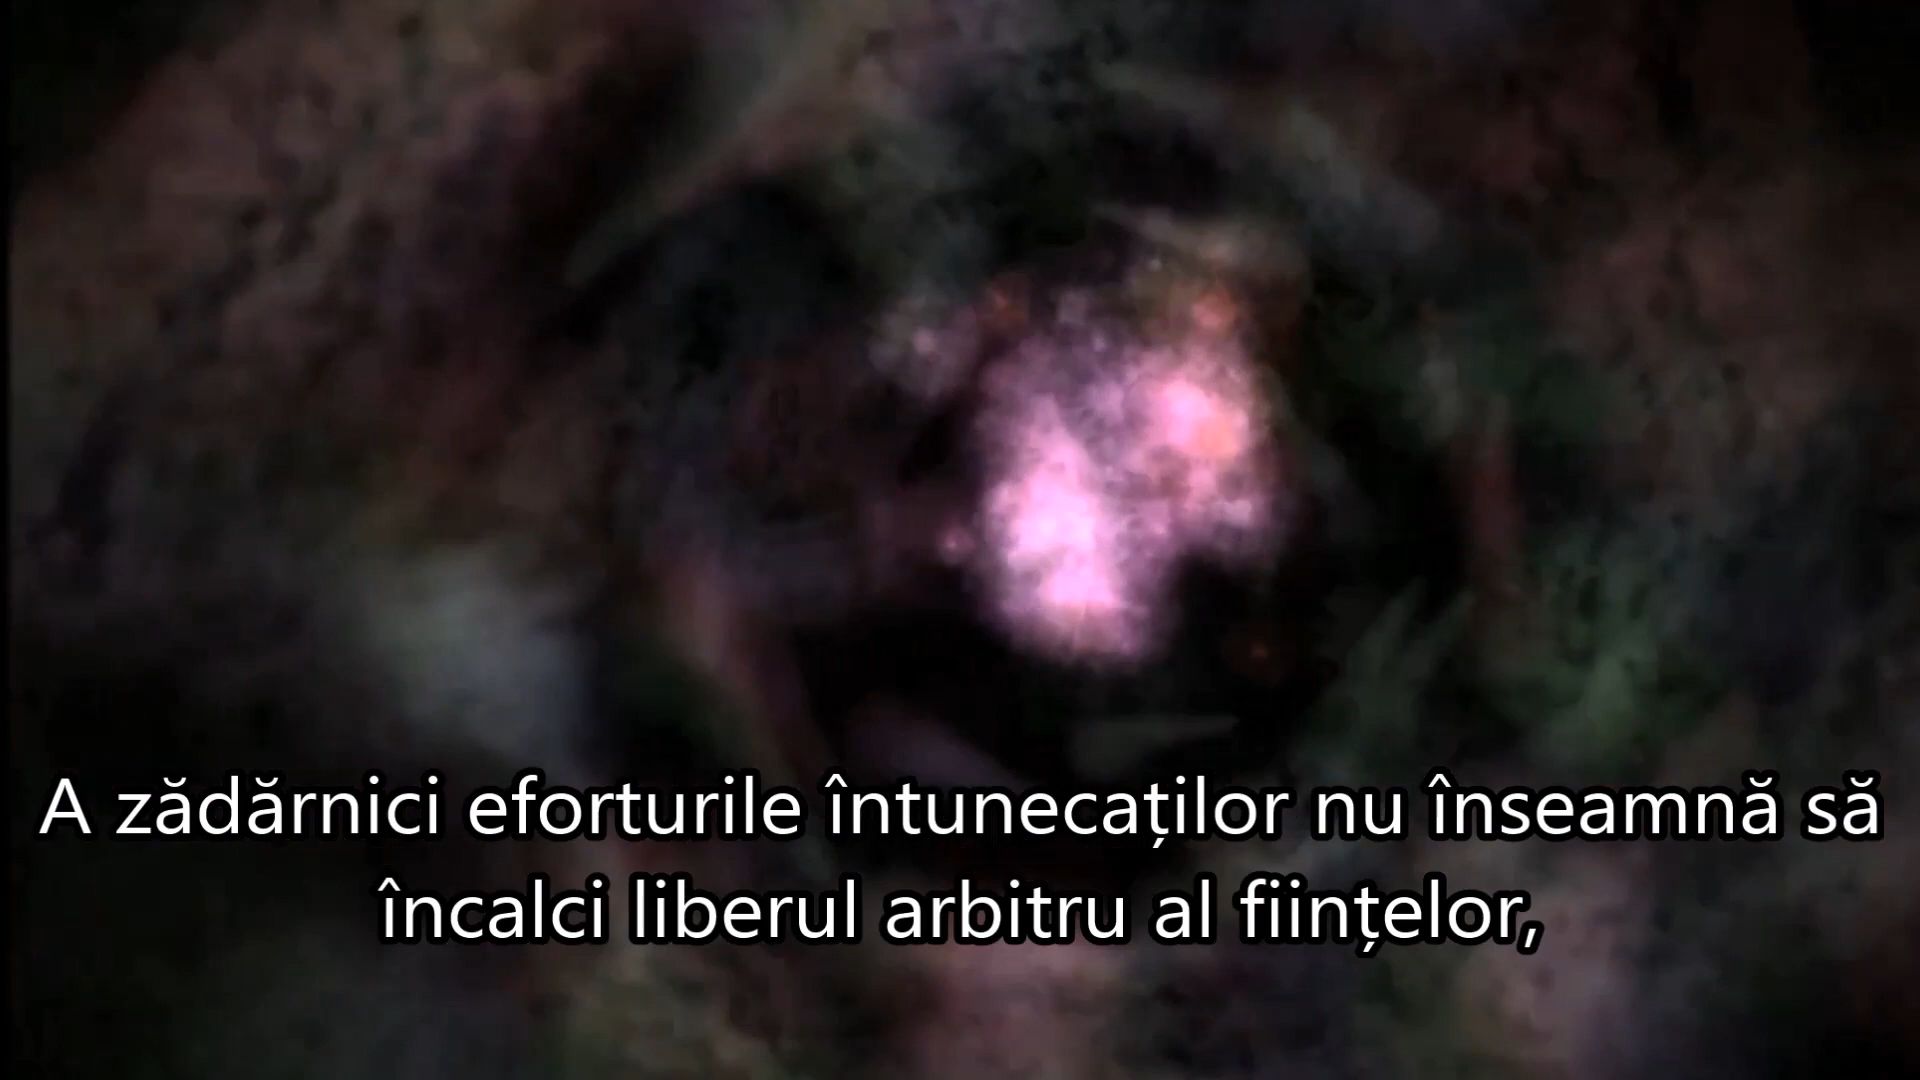 A zădărnici eforturile întunecaților nu înseamnă să
încalci liberul arbitru al ființelor,